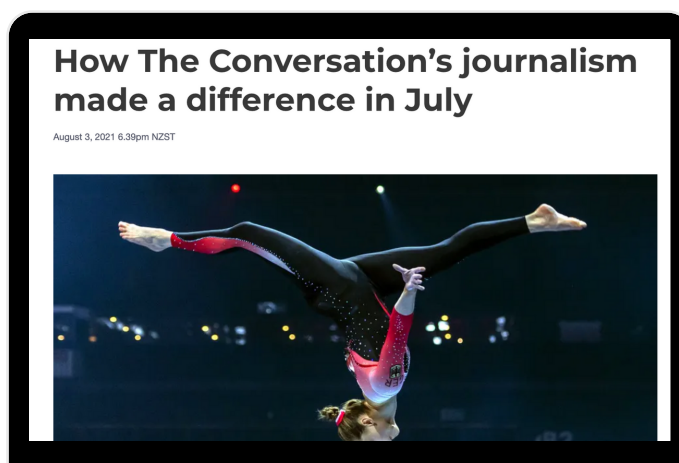 How The Conversation’s journalism
made a difference in July
August 3, 2021 6.39pm NZST